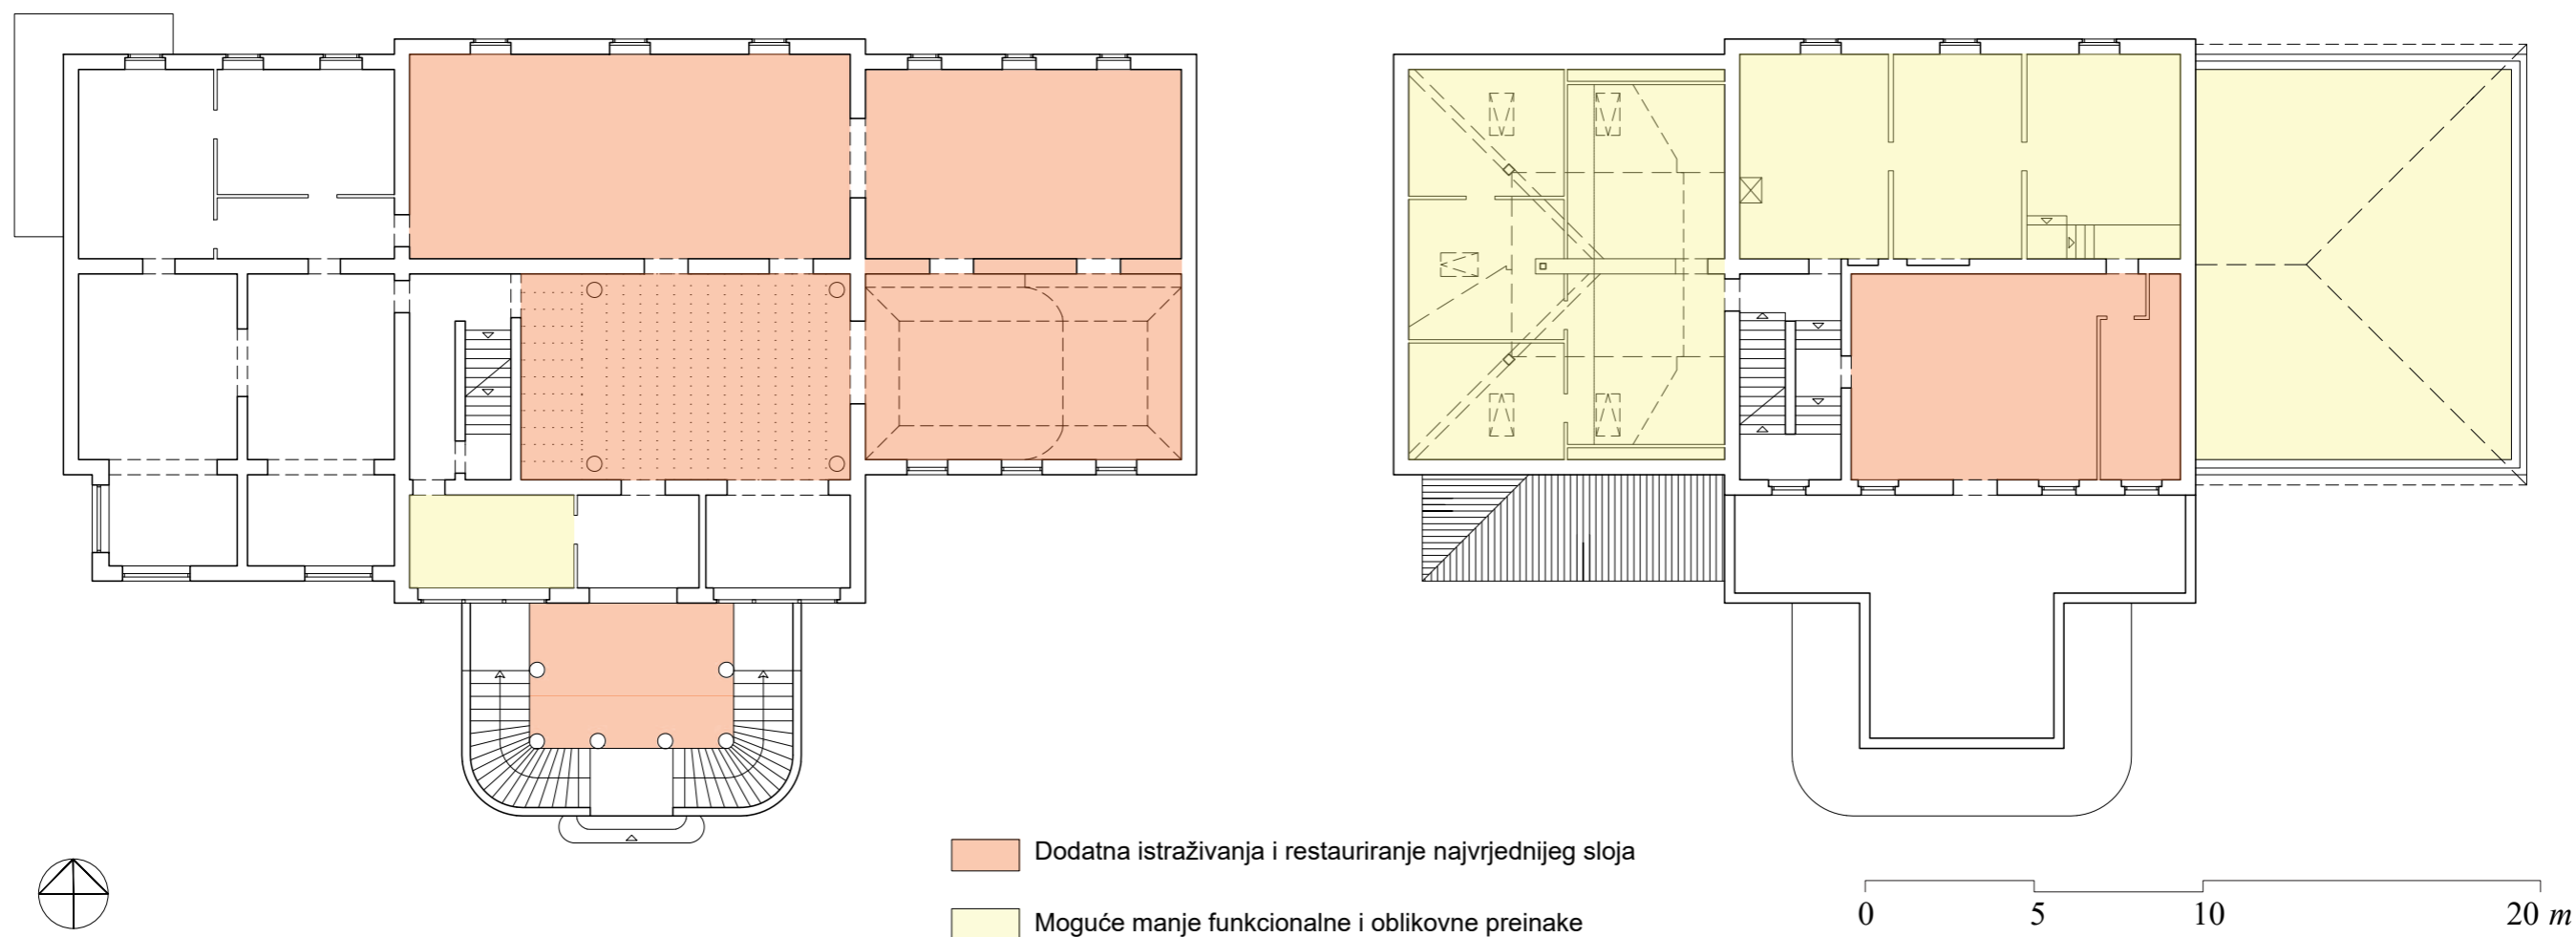 Dodatna istraživanja i restauriranje najvrjednijeg sloja
Moguće manje funkcionalne i oblikovne preinake
0 5 10 20 m